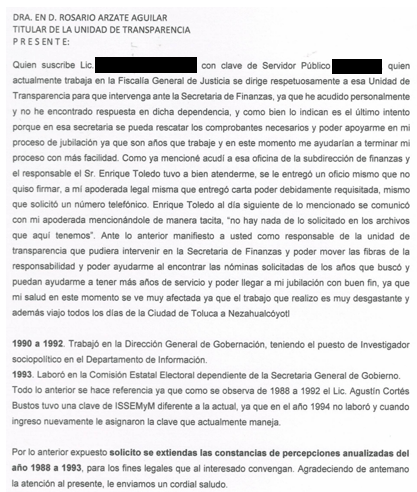 DRA. EN D. ROSARIO ARZATE AGUILAR
TITULAR DE LA UNIDAD DE TRANSPARENCIA
P R E S E N T E:
Quien suscribe Lic. con clave de Servidor Público quien
actualmente trabaja en la Fiscalía General de Justicia se dirige respetuosamente a esa Unidad de
Transparencia para que intervenga ante la Secretaria de Finanzas, ya que he acudido personalmente
y no he encontrado respuesta en dicha dependencia, y como bien lo indican es el último intento
porque en esa secretaria se pueda rescatar los comprobantes necesarios y poder apoyarme en mi
proceso de jubilación ya que son años que trabaje y en este momento me ayudarían a terminar mi
proceso con más facilidad. Como ya mencioné acudí a esa oficina de la subdirección de finanzas y
el responsable el Sr. Enrique Toledo tuvo a bien atenderme, se le entregó un oficio mismo que no
quiso firmar, a mí apoderada legal misma que entregó carta poder debidamente requisitada, mismo
que solicitó un número telefónico. Enrique Toledo al día siguiente de lo mencionado se comunicó
con mi apoderada mencionándole de manera tacita, “no hay nada de lo solicitado en los archivos
que aquí tenemos”. Ante lo anterior manifiesto a usted como responsable de la unidad de
transparencia que pudiera intervenir en la Secretaria de Finanzas y poder mover las fibras de la
responsabilidad y poder ayudarme al encontrar las nóminas solicitadas de los años que buscó y
puedan ayudarme a tener más años de servicio y poder llegar a mi jubilación con buen fin, ya que
mi salud en este momento se ve muy afectada ya que el trabajo que realizo es muy desgastante y
además viajo todos los días de la Ciudad de Toluca a Nezahualcóyotl
1990 a 1992. Trabajó en la Dirección General de Gobernación, teniendo el puesto de Investigador
sociopolítico en el Departamento de Información.
1993. Laboró en la Comisión Estatal Electoral dependiente de la Secretaria General de Gobierno.
Todo lo anterior se hace referencia ya que como se observa de 1988 a 1992 el Lic. Agustín Cortés
Bustos tuvo una clave de ISSEMyM diferente a la actual, ya que en el año 1994 no laboró y cuando
ingreso nuevamente le asignaron la clave que actualmente maneja.
Por lo anterior expuesto solicito se extiendas las constancias de percepciones anualizadas del
año 1988 a 1993, para los fines legales que al interesado convengan. Agradeciendo de antemano
la atención al presente, le enviamos un cordial saludo.